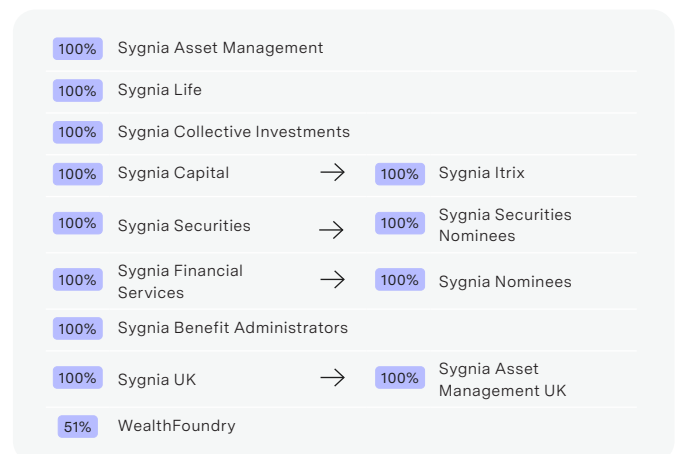 100% Sygnia Asset Management
100% Sygnia Life
100% Sygnia Collective Investments
100% Sygnia Capital → 100% Sygnia Itrix
100% Sygnia Securities → 100% Sygnia Securities
Nominees
100% Sygnia Financial
Services → 100% Sygnia Nominees
100% Sygnia Benefit Administrators
100% Sygnia UK → 100% Sygnia Asset
Management UK
51% WealthFoundry